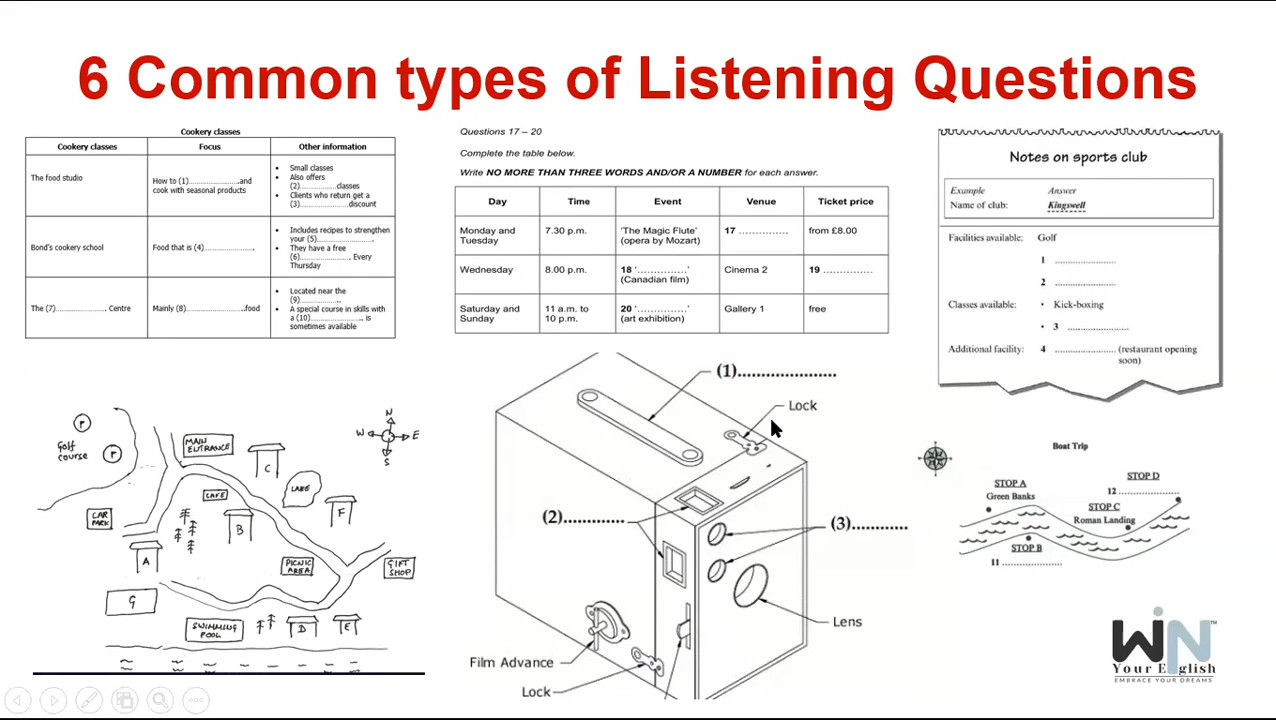 6 Common types of Listening Questions
Cookery classes
Cookery classes Focus Other information
The food studio
How to (1)........................and
cook with seasonal products
• Small classes
• Also offers
(2).................classes
• Clients who return get a
(3)....................discount
Bond's cookery school
Food that is (4)......................
• Includes recipes to strengthen
your (5)......................
• They have a free
(6)..................... Every
Thursday
The (7)...................... Centre
Mainly (8).........................food
• Located near the
(9)..................
• A special course in skills with
a (10)...................... is
sometimes available
Questions 17 – 20
Complete the table below.
Write NO MORE THAN THREE WORDS AND/OR A NUMBER for each answer.
Day Time Event Venue Ticket price
Monday and
Tuesday
7.30 p.m.
'The Magic Flute'
(opera by Mozart)
17 ..............
from £8.00
Wednesday
8.00 p.m.
18 '..............'
(Canadian film)
Cinema 2
19 ..............
Saturday and
Sunday
11 a.m. to
10 p.m.
20 '..............'
(art exhibition)
Gallery 1
free
Notes on sports club
Example Answer
Name of club: Kingswell
Facilities available: Golf
1 ....................
2 ....................
Classes available: • Kick-boxing
• 3 ....................
Additional facility: 4 .................... (restaurant opening
soon)
GOLF
COURSE
P
P
MAIN
ENTRANCE
N
W E
S
C
CAFE
LAKE
CAR
PARK
B
F
A
PICNIC
AREA
GIFT
SHOP
G
SWIMMING
POOL
D
E
(1)....................
Lock
(2)............
(3)............
Lens
Film Advance
Lock
Boat Trip
STOP A
Green Banks
STOP D
12 ....................
STOP C
Roman Landing
STOP B
11 ....................
WiN™
Your English
EMBRACE YOUR DREAMS